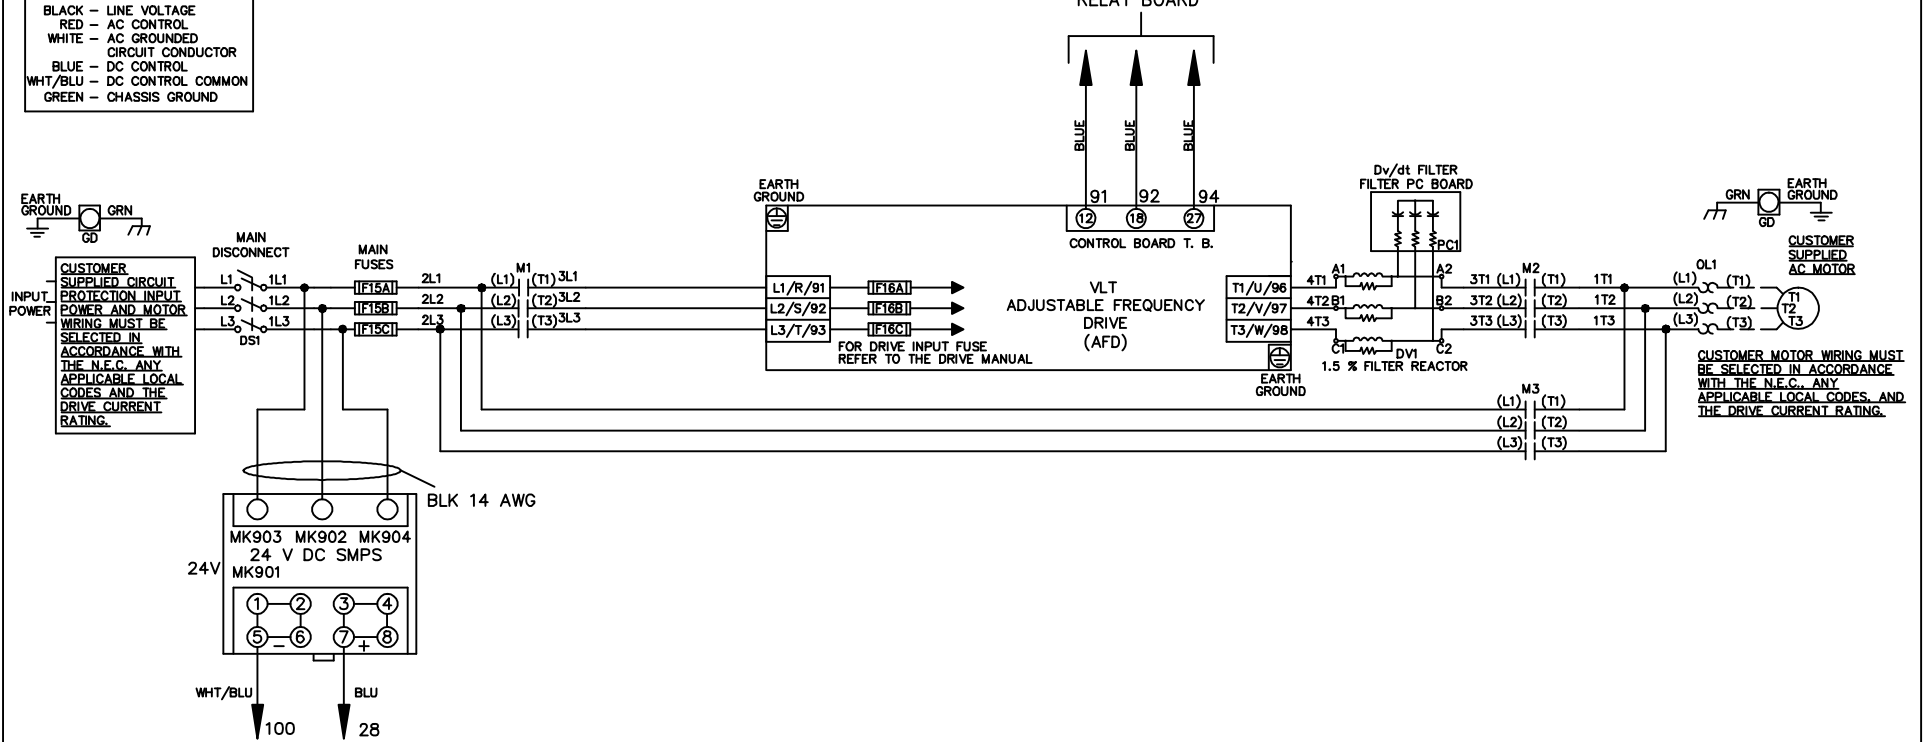 BLACK – LINE VOLTAGE
RED – AC CONTROL
WHITE – AC GROUNDED
CIRCUIT CONDUCTOR
BLUE – DC CONTROL
WHT/BLU – DC CONTROL COMMON
GREEN – CHASSIS GROUND
RELAY BOARD
BLUE
BLUE
BLUE
91
92
94
12
18
27
CONTROL BOARD T. B.
EARTH
GROUND
GRN
GD
INPUT
POWER
CUSTOMER
SUPPLIED CIRCUIT
PROTECTION INPUT
POWER AND MOTOR
WIRING MUST BE
SELECTED IN
ACCORDANCE WITH
THE N.E.C. ANY
APPLICABLE LOCAL
CODES AND THE
DRIVE CURRENT
RATING.
MAIN
DISCONNECT
L1 1L1
L2 1L2
L3 1L3
DS1
MAIN
FUSES
F15A
F15B
F15C
2L1
2L2
2L3
M1
(L1) (T1) 3L1
(L2) (T2) 3L2
(L3) (T3) 3L3
EARTH
GROUND
L1/R/91
L2/S/92
L3/T/93
F16A
F16B
F16C
FOR DRIVE INPUT FUSE
REFER TO THE DRIVE MANUAL
VLT
ADJUSTABLE FREQUENCY
DRIVE
(AFD)
T1/U/96
T2/V/97
T3/W/98
EARTH
GROUND
Dv/dt FILTER
FILTER PC BOARD
PC1
4T1 A1 A2
4T2 B1 B2
4T3 C1 C2
DV1
1.5 % FILTER REACTOR
M2
3T1 (L1) (T1) 1T1
3T2 (L2) (T2) 1T2
3T3 (L3) (T3) 1T3
M3
(L1) (T1)
(L2) (T2)
(L3) (T3)
OL1
(L1) (T1)
(L2) (T2)
(L3) (T3)
GRN
EARTH
GROUND
GD
CUSTOMER
SUPPLIED
AC MOTOR
T1
T2
T3
CUSTOMER MOTOR WIRING MUST
BE SELECTED IN ACCORDANCE
WITH THE N.E.C., ANY
APPLICABLE LOCAL CODES, AND
THE DRIVE CURRENT RATING.
BLK 14 AWG
MK903 MK902 MK904
24 V DC SMPS
24V
MK901
1 2 3 4
5 – 6 7 + 8
WHT/BLU
BLU
100
28